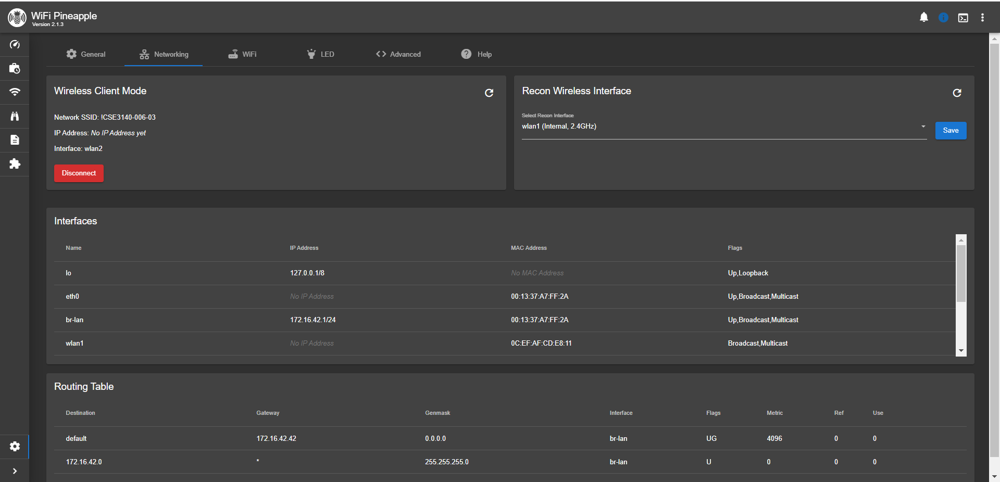 WiFi Pineapple
Version 2.1.3
General Networking WiFi LED Advanced Help
Wireless Client Mode
Network SSID: !CSE3140-006-03
IP Address: No IP Address yet
Interface: wlan2
Disconnect
Recon Wireless Interface
Select Recon Interface
wlan1 (Internal, 2.4GHz)
Save
Interfaces
Name IP Address MAC Address Flags
lo 127.0.0.1/8 No MAC Address Up,Loopback
eth0 No IP Address 00:13:37:A7:FF:2A Up,Broadcast,Multicast
br-lan 172.16.42.1/24 00:13:37:A7:FF:2A Up,Broadcast,Multicast
wlan1 No IP Address 0C:EF:AF:CD:E8:11 Broadcast,Multicast
Routing Table
Destination Gateway Genmask Interface Flags Metric Ref Use
default 172.16.42.42 0.0.0.0 br-lan UG 4096 0 0
172.16.42.0 * 255.255.255.0 br-lan U 0 0 0